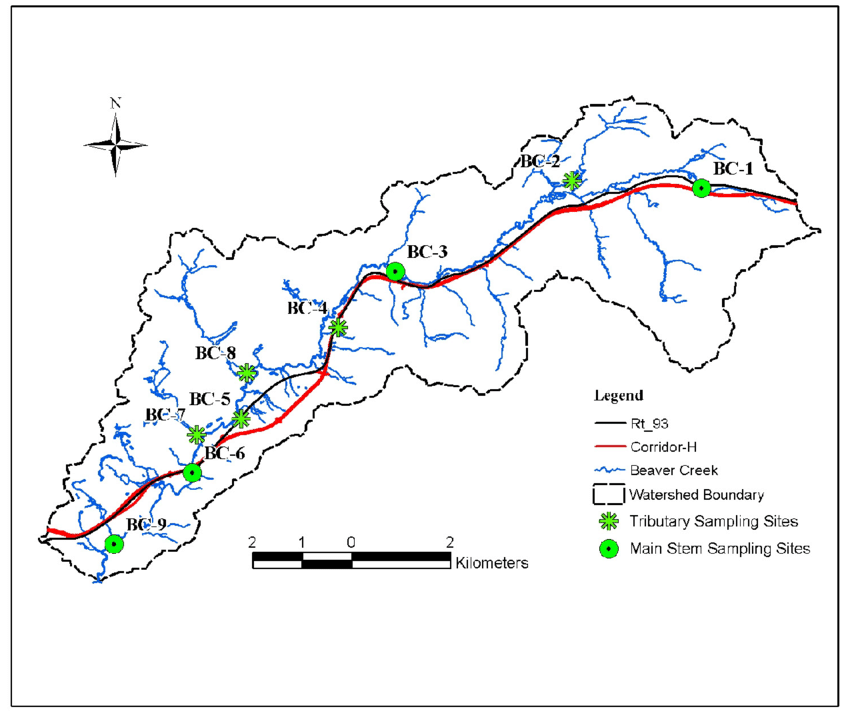 N
BC-2
BC-1
BC-3
BC-4
BC-8
BC-5
BC-7
BC-6
BC-9
Legend
Rt_93
Corridor-H
Beaver Creek
Watershed Boundary
Tributary Sampling Sites
Main Stem Sampling Sites
2 1 0 2
Kilometers